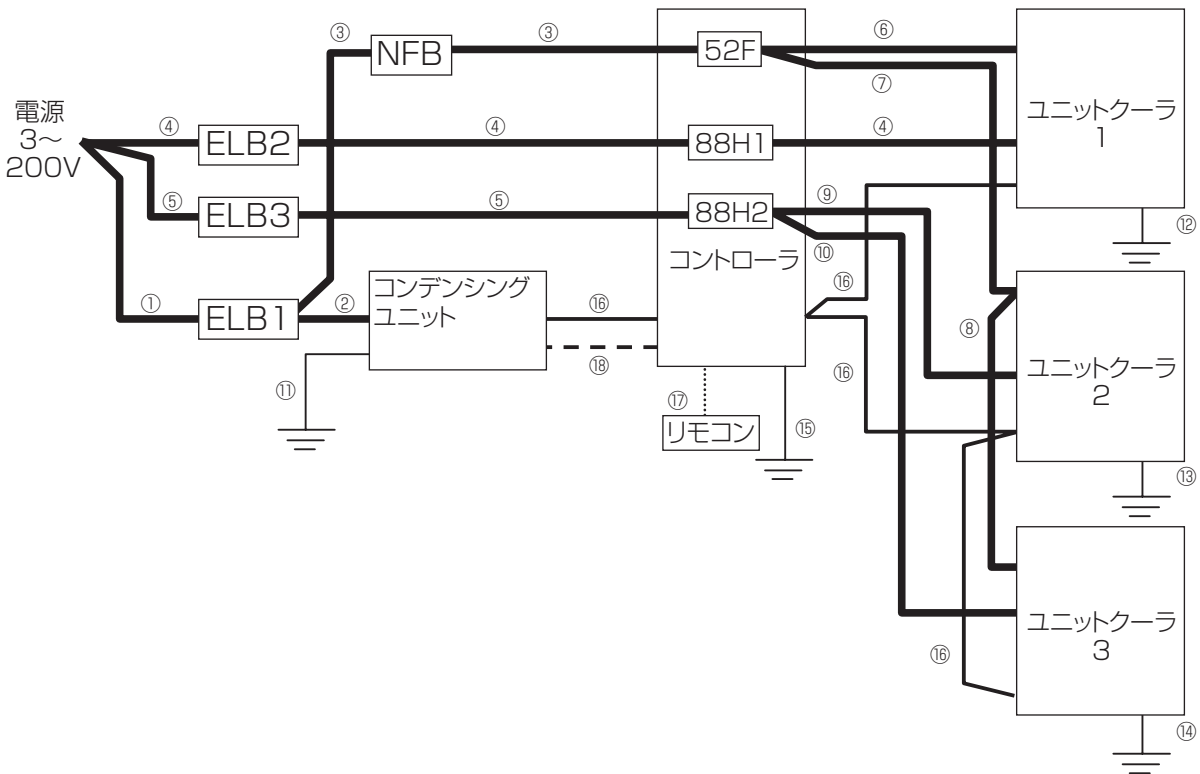 ③
③
⑥
NFB
52F
⑦
電源
3～
200V
④
ELB2
④
88H1
④
ユニットクーラ
1
⑤
ELB3
⑤
88H2
⑨
⑩
⑫
コントローラ
①
ELB1
②
コンデンシング
ユニット
⑯
⑯
⑱
⑯
⑧
ユニットクーラ
2
⑪
⑰
リモコン
⑮
⑬
ユニットクーラ
3
⑯
⑭